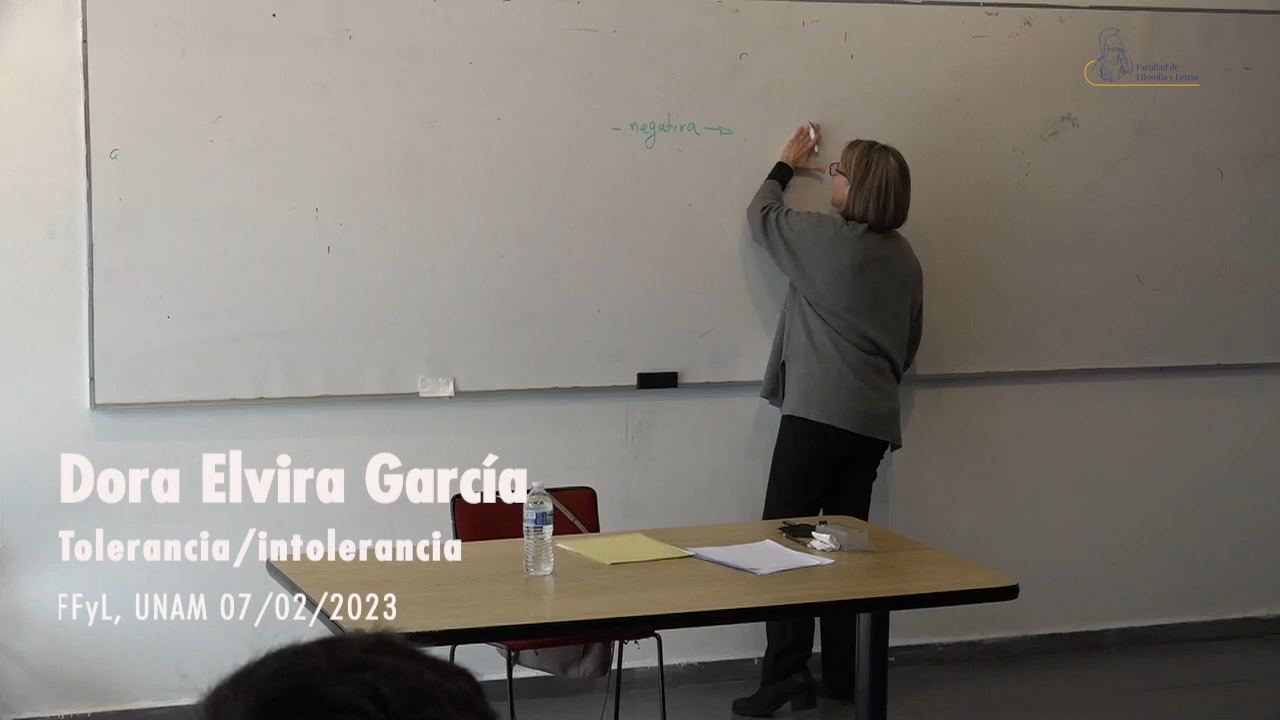 Facultad de
Filosofía y Letras
- negativa →
Dora Elvira García
Tolerancia/intolerancia
FFyL, UNAM 07/02/2023